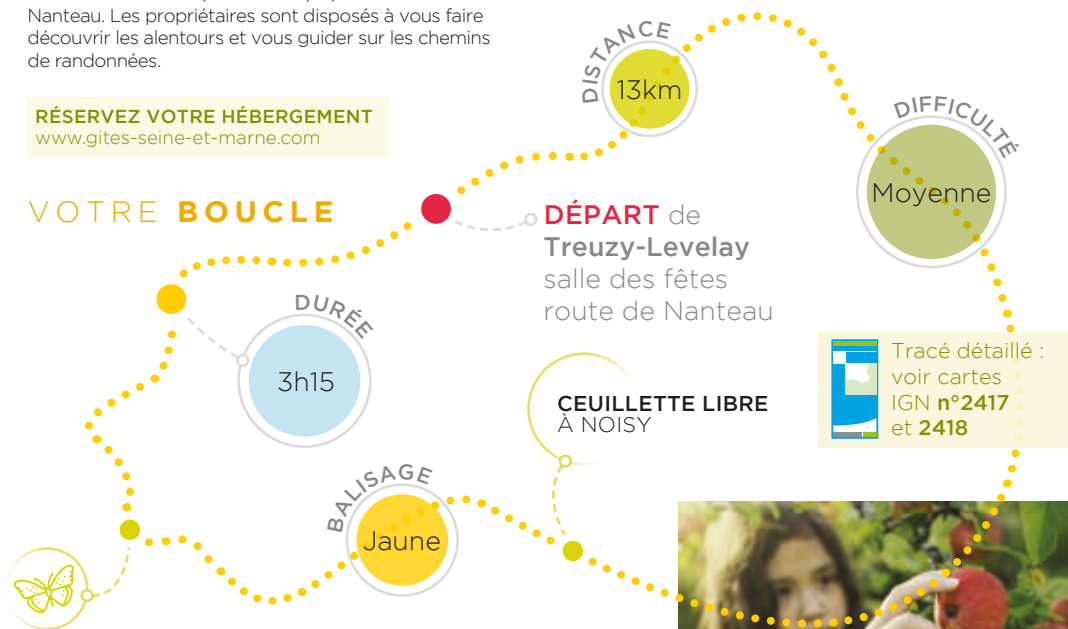 Nanteau. Les propriétaires sont disposés à vous faire
découvrir les alentours et vous guider sur les chemins
de randonnées.
RÉSERVEZ VOTRE HÉBERGEMENT
www.gites-seine-et-marne.com
VOTRE BOUCLE
DISTANCE
13km
DIFFICULTÉ
Moyenne
DÉPART de
Treuzy-Levelay
salle des fêtes
route de Nanteau
DURÉE
3h15
Tracé détaillé :
voir cartes
IGN n°2417
et 2418
CEUILLETTE LIBRE
À NOISY
BALISAGE
Jaune